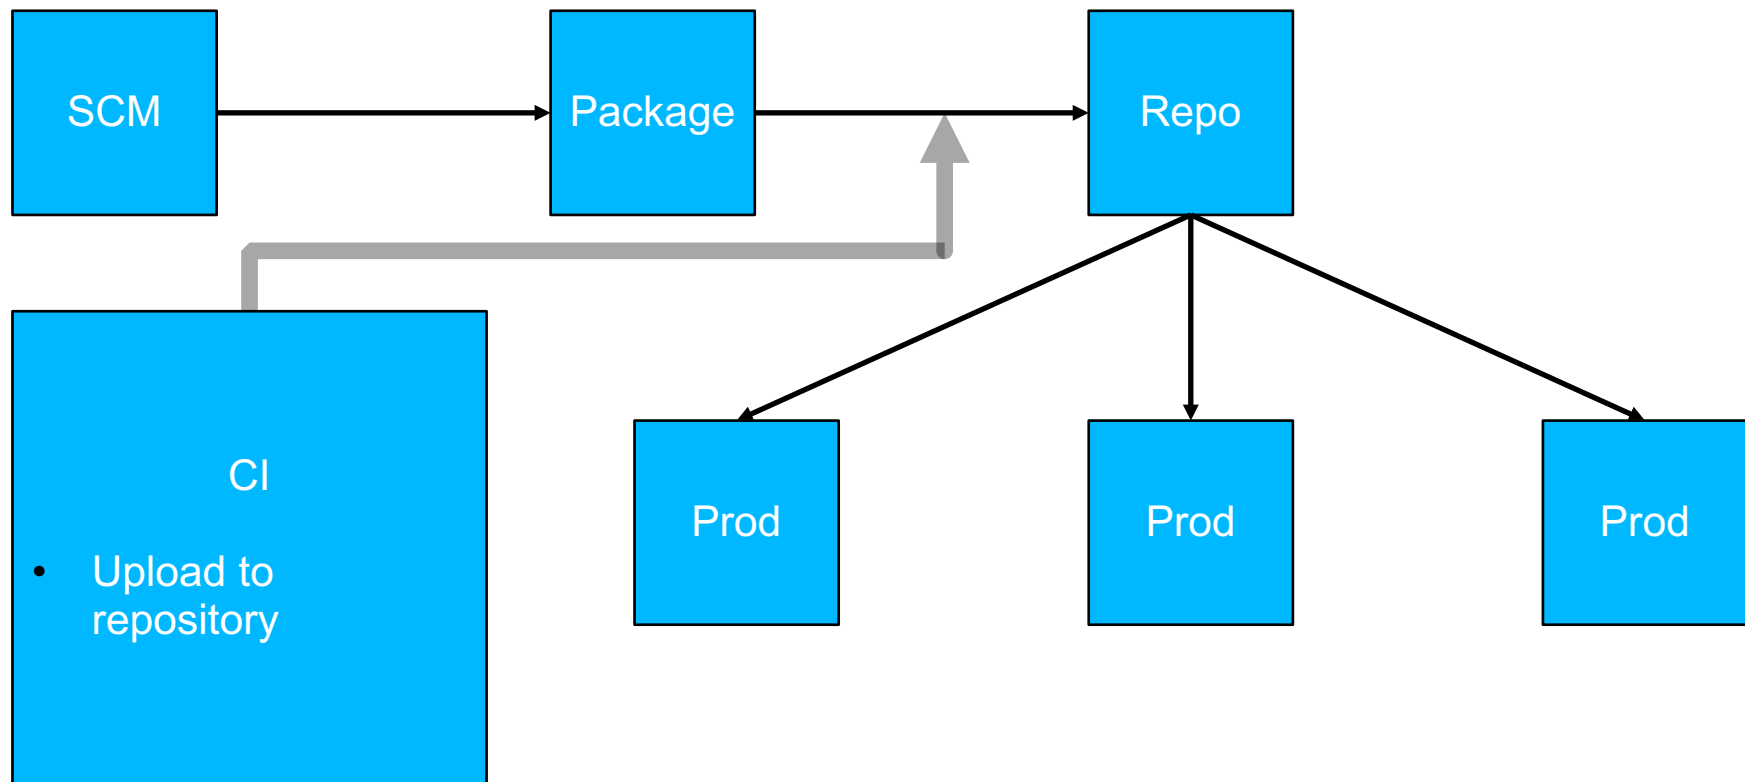 SCM
Package
Repo
CI
• Upload to
repository
Prod
Prod
Prod